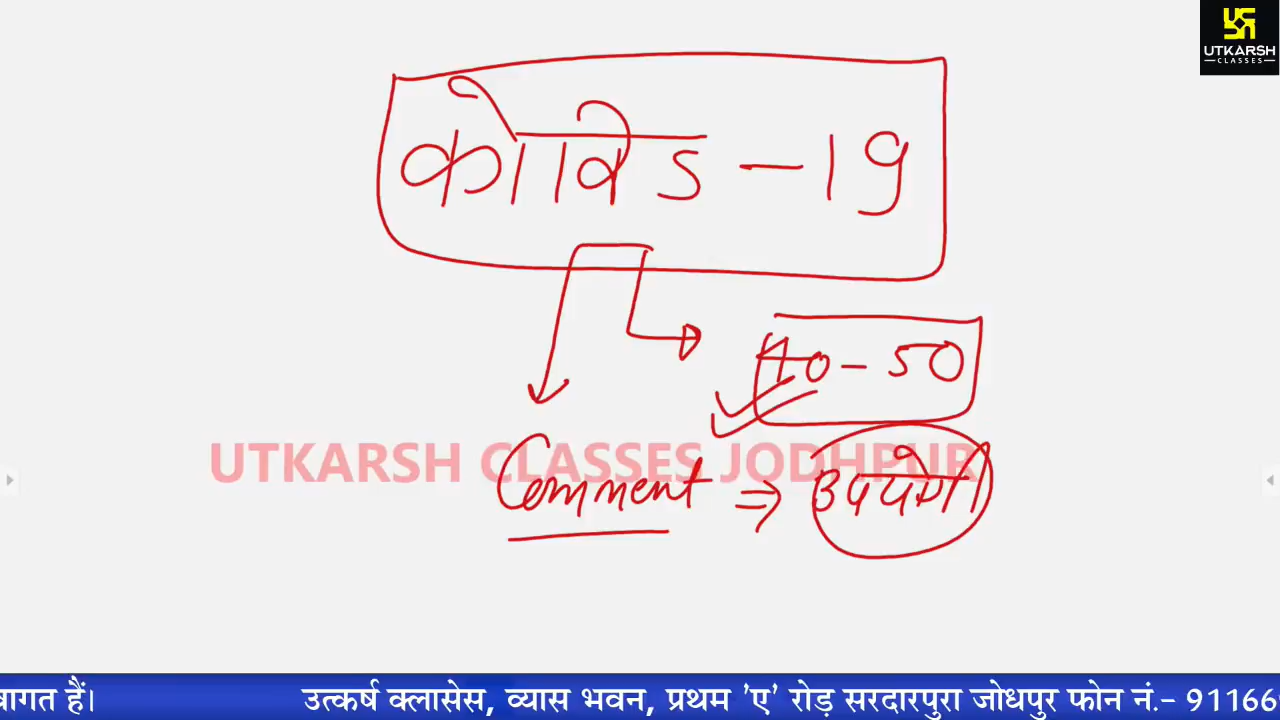 UTKARSH
CLASSES
कोविड - 19
40 - 50
UTKARSH CLASSES JODHPUR
Comment ⇒ उपयोगी
वागत हैं। उत्कर्ष क्लासेस, व्यास भवन, प्रथम 'ए' रोड़ सरदारपुरा जोधपुर फोन नं.- 91166